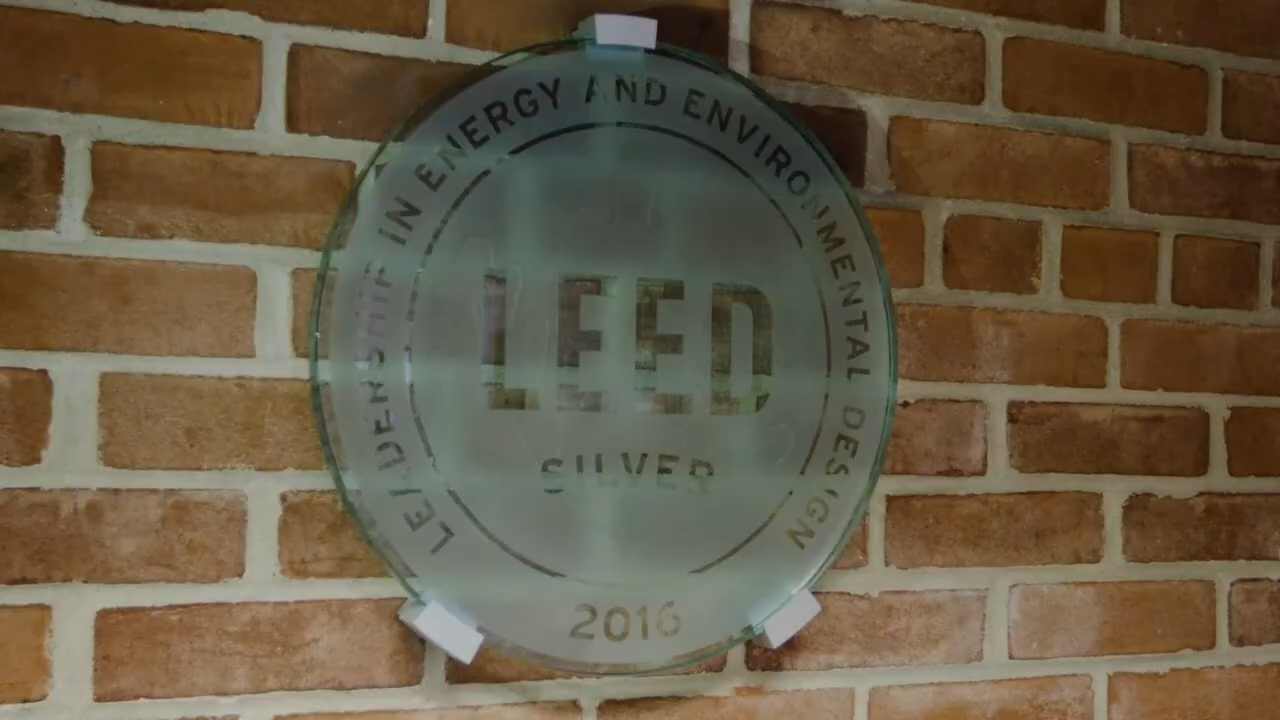 LEADERSHIP IN ENERGY AND ENVIRONMENTAL DESIGN
LEED
SILVER
2016